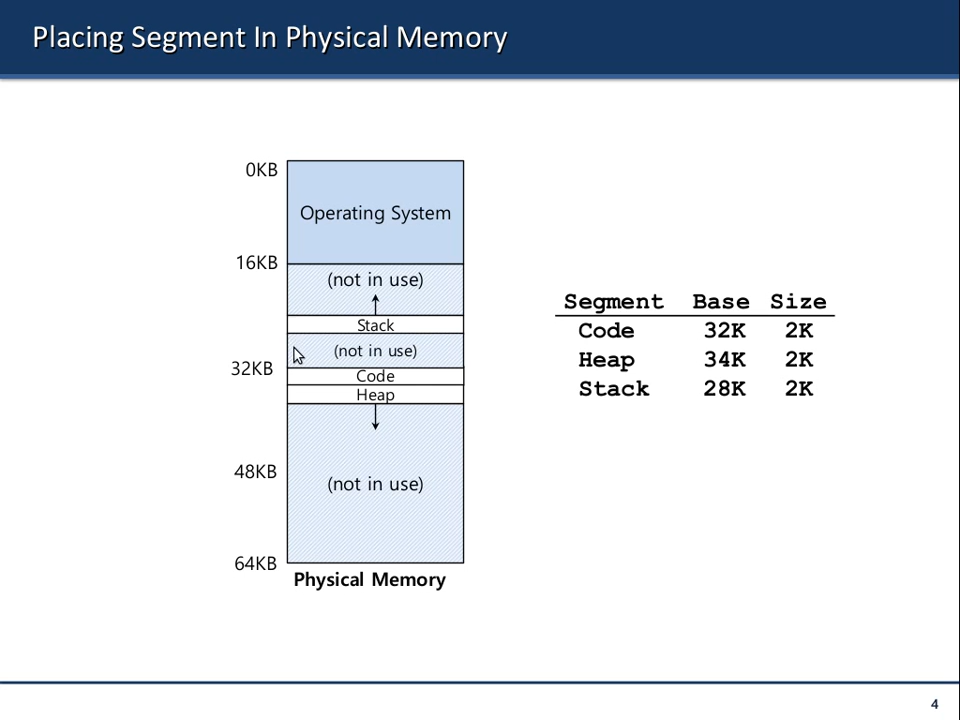 Placing Segment In Physical Memory
0KB
Operating System
16KB
(not in use)
Stack
(not in use)
32KB
Code
Heap
48KB
(not in use)
64KB
Physical Memory
Segment Base Size
Code 32K 2K
Heap 34K 2K
Stack 28K 2K
4